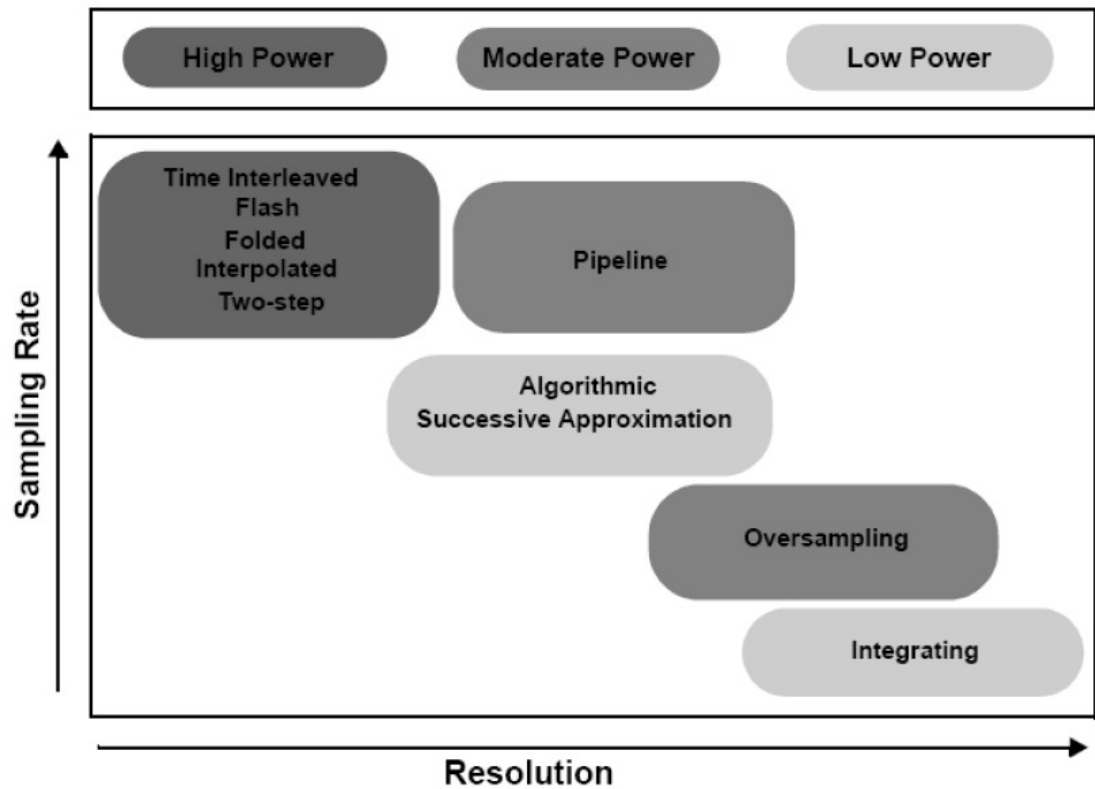 High Power
Moderate Power
Low Power
Time Interleaved
Flash
Folded
Interpolated
Two-step
Pipeline
Algorithmic
Successive Approximation
Oversampling
Integrating
Sampling Rate
Resolution